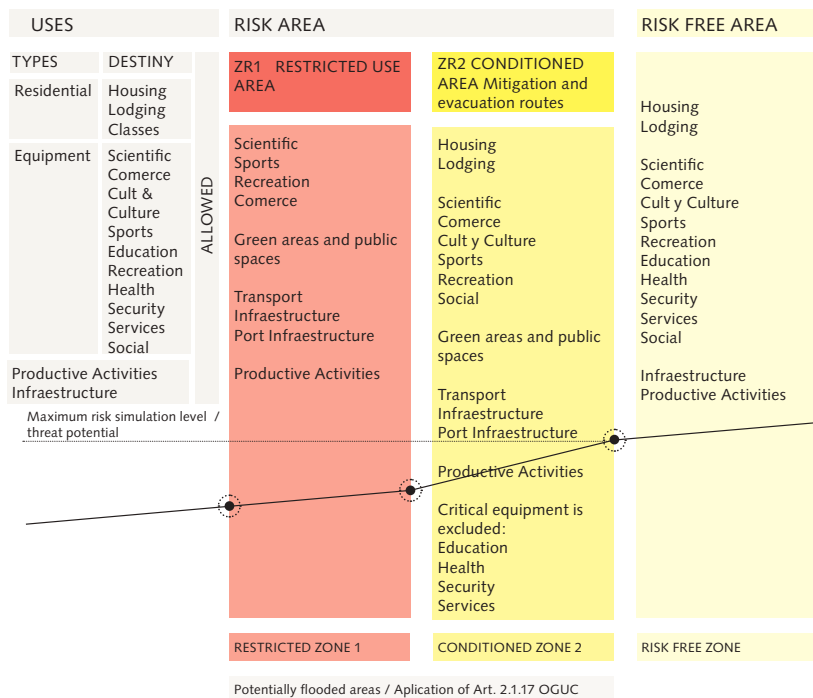 USES
RISK AREA
RISK FREE AREA
TYPES
DESTINY
ALLOWED
Residential
Housing
Lodging
Classes
Equipment
Scientific
Comerce
Cult &
Culture
Sports
Education
Recreation
Health
Security
Services
Social
Productive Activities
Infraestructure
Maximum risk simulation level /
threat potential
ZR1 RESTRICTED USE
AREA
Scientific
Sports
Recreation
Comerce
Green areas and public
spaces
Transport
Infraestructure
Port Infraestructure
Productive Activities
RESTRICTED ZONE 1
ZR2 CONDITIONED
AREA Mitigation and
evacuation routes
Housing
Lodging
Scientific
Comerce
Cult y Culture
Sports
Recreation
Social
Green areas and public
spaces
Transport
Infraestructure
Port Infraestructure
Productive Activities
Critical equipment is
excluded:
Education
Health
Security
Services
CONDITIONED ZONE 2
Housing
Lodging
Scientific
Comerce
Cult y Culture
Sports
Recreation
Education
Health
Security
Services
Social
Infraestructure
Productive Activities
RISK FREE ZONE
Potentially flooded areas / Aplication of Art. 2.1.17 OGUC